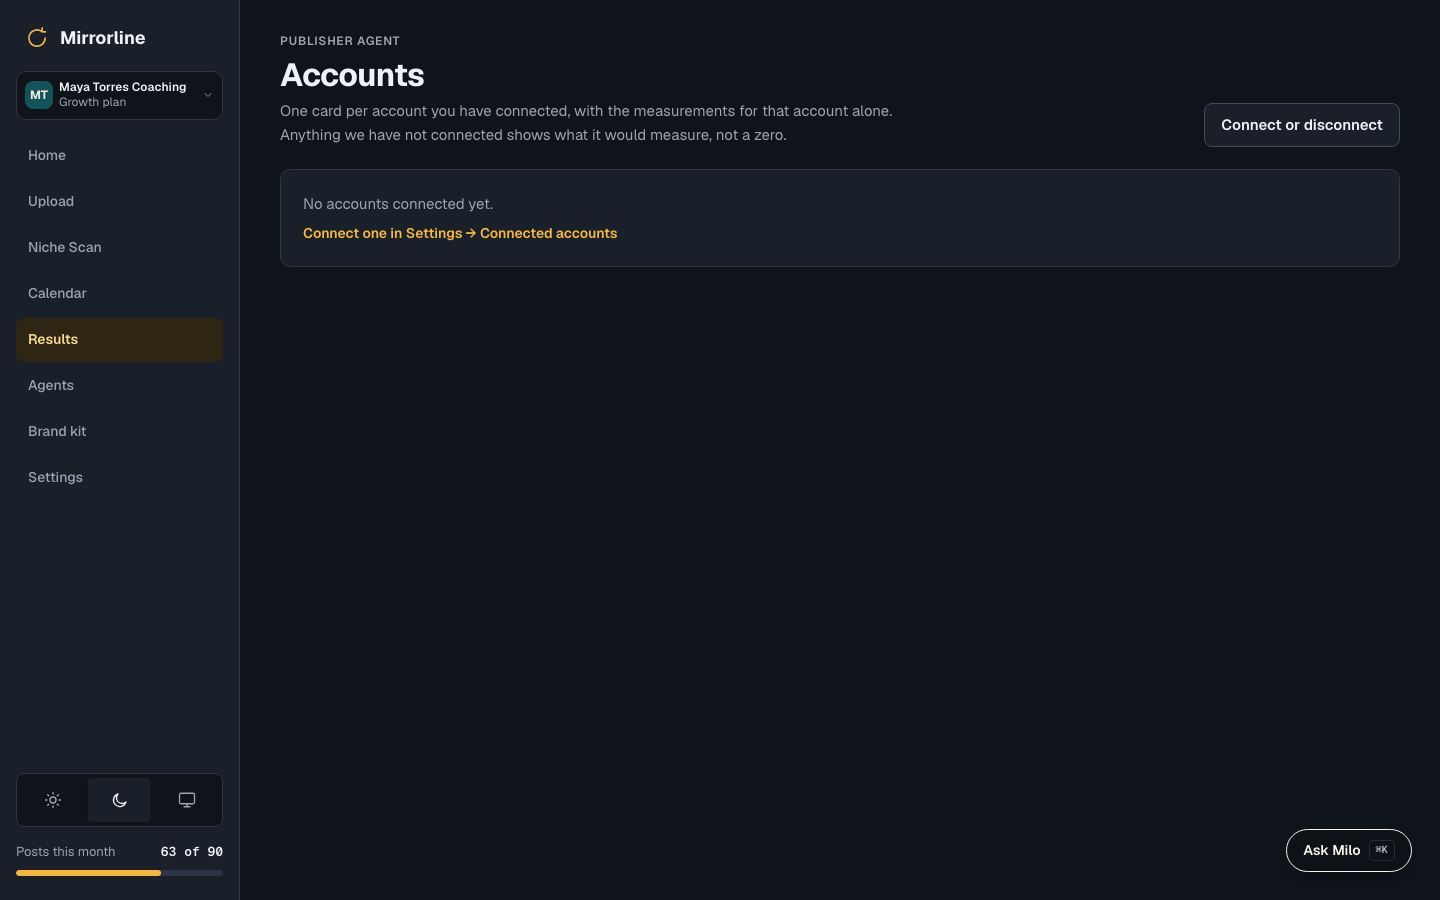 Mirrorline
MT
Maya Torres Coaching
Growth plan
Home
Upload
Niche Scan
Calendar
Results
Agents
Brand kit
Settings
Posts this month
63 of 90
PUBLISHER AGENT
Accounts
One card per account you have connected, with the measurements for that account alone.
Anything we have not connected shows what it would measure, not a zero.
Connect or disconnect
No accounts connected yet.
Connect one in Settings → Connected accounts
Ask Milo ⌘K